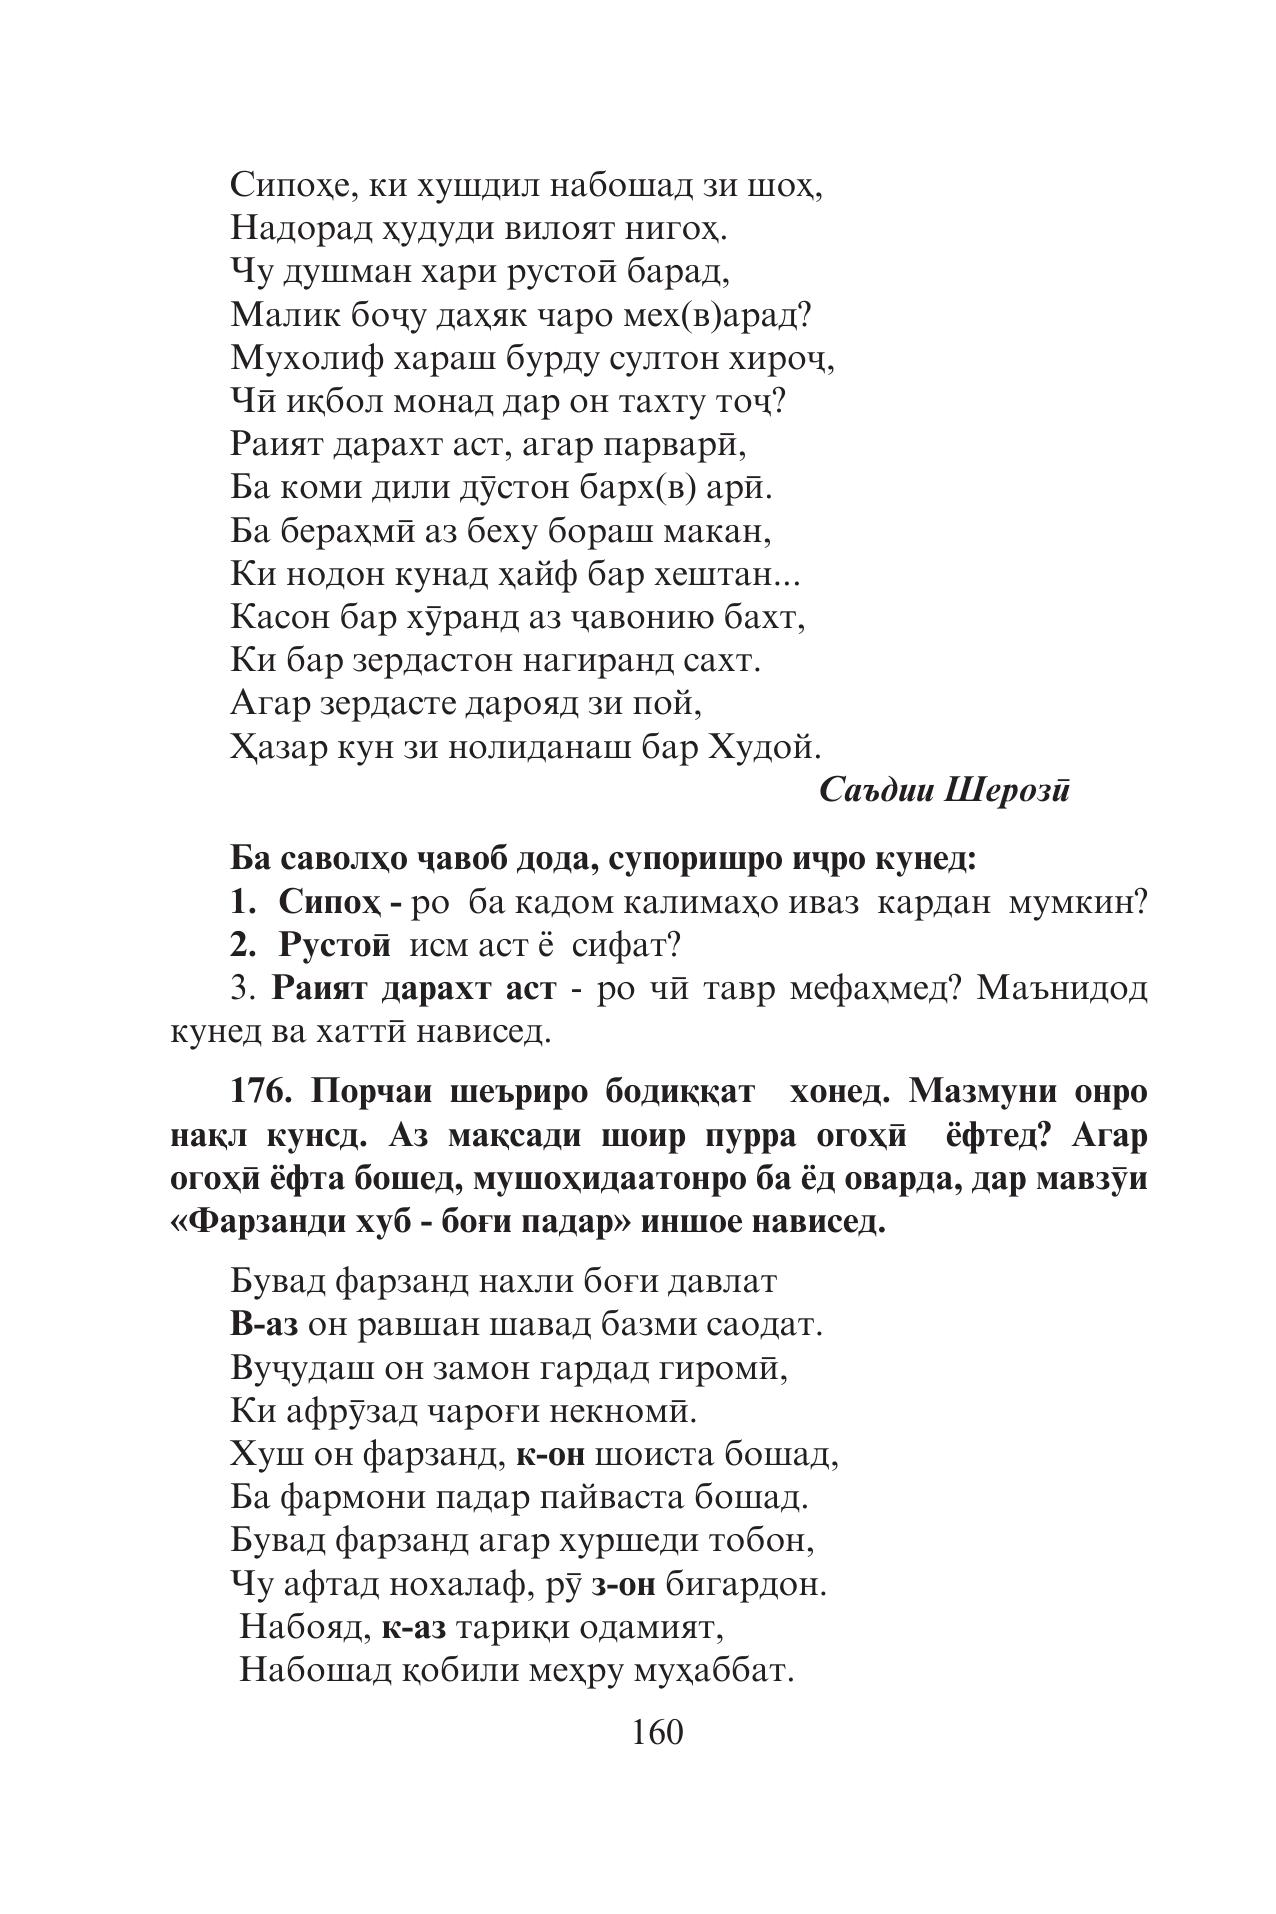 Сипоҳе, ки хушдил набошад зи шоҳ,
Надорад ҳудуди вилоят нигоҳ.
Чу душман хари рустоӣ барад,
Малик боҷу даҳяк чаро мех(в)арад?
Мухолиф хараш бурду султон хироҷ,
Чӣ иқбол монад дар он тахту тоҷ?
Раият дарахт аст, агар парварӣ,
Ба коми дили дӯстон барх(в) арӣ.
Ба бераҳмӣ аз беху бораш макан,
Ки нодон кунад ҳайф бар хештан...
Касон бар хӯранд аз ҷавонию бахт,
Ки бар зердастон нагиранд сахт.
Агар зердасте дарояд зи пой,
Ҳазар кун зи нолиданаш бар Худой.
Саъдии Шерозӣ
Ба саволҳо ҷавоб дода, супоришро иҷро кунед:
1. Сипоҳ - ро ба кадом калимаҳо иваз кардан мумкин?
2. Рустоӣ исм аст ё сифат?
3. Раият дарахт аст - ро чӣ тавр мефаҳмед? Маънидод
кунед ва хаттӣ нависед.
176. Порчаи шеъриро бодиққат хонед. Мазмуни онро
нақл кунсд. Аз мақсади шоир пурра огоҳӣ ёфтед? Агар
огоҳӣ ёфта бошед, мушоҳидаатонро ба ёд оварда, дар мавзӯи
«Фарзанди хуб - боғи падар» иншое нависед.
Бувад фарзанд нахли боғи давлат
В-аз он равшан шавад базми саодат.
Вуҷудаш он замон гардад гиромӣ,
Ки афрӯзад чароғи некномӣ.
Хуш он фарзанд, к-он шоиста бошад,
Ба фармони падар пайваста бошад.
Бувад фарзанд агар хуршеди тобон,
Чу афтад нохалаф, рӯ з-он бигардон.
Набояд, к-аз тариқи одамият,
Набошад қобили меҳру муҳаббат.
160